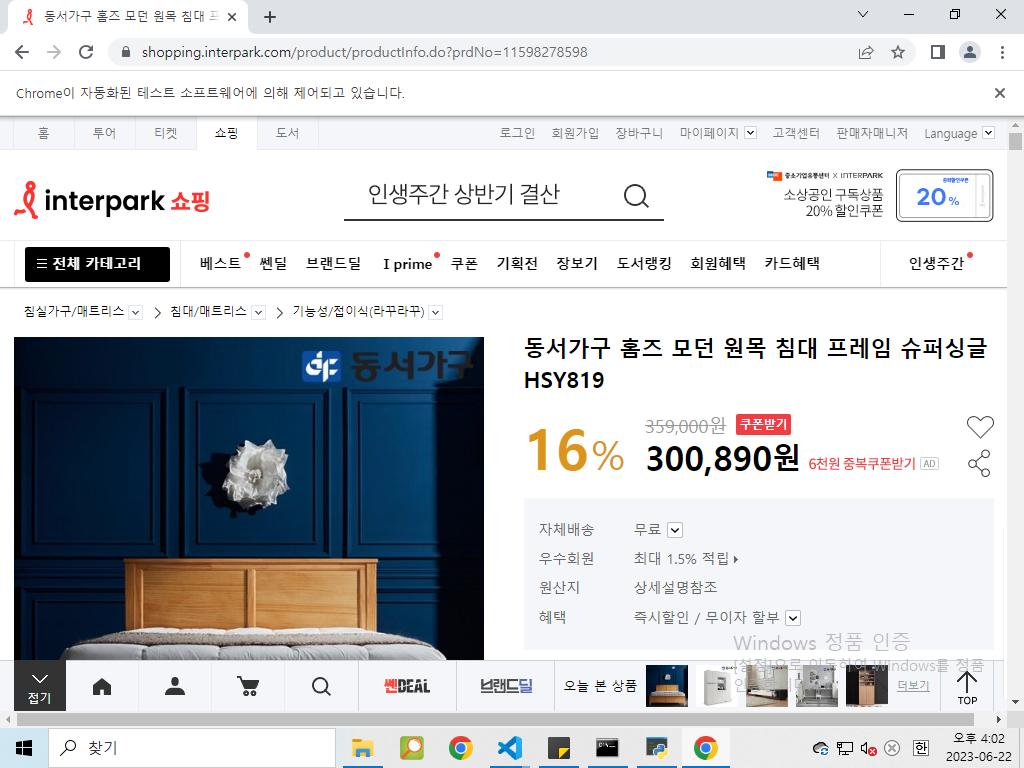 동서가구 홈즈 모던 원목 침대 프
shopping.interpark.com/product/productInfo.do?prdNo=11598278598
Chrome이 자동화된 테스트 소프트웨어에 의해 제어되고 있습니다.
홈 투어 티켓 쇼핑 도서 로그인 회원가입 장바구니 마이페이지 고객센터 판매자매니저 Language
interpark 쇼핑
인생주간 상반기 결산
중소기업유통센터 X INTERPARK
소상공인 구독상품
20% 할인쿠폰
20%
전체 카테고리 베스트 쎈딜 브랜드딜 I prime 쿠폰 기획전 장보기 도서랭킹 회원혜택 카드혜택 인생주간
침실가구/매트리스 침대/매트리스 기능성/접이식(라꾸라꾸)
동서가구
동서가구 홈즈 모던 원목 침대 프레임 슈퍼싱글
HSY819
16%
359,000원 쿠폰받기
300,890원 6천원 중복쿠폰받기 AD
자체배송 무료
우수회원 최대 1.5% 적립
원산지 상세설명참조
혜택 즉시할인 / 무이자 할부
Windows 정품 인증
[설정]으로 이동하여 Windows를 정품
접기
쎈DEAL
브랜드딜
오늘 본 상품
더보기
TOP
찾기
한
오후 4:02
2023-06-22